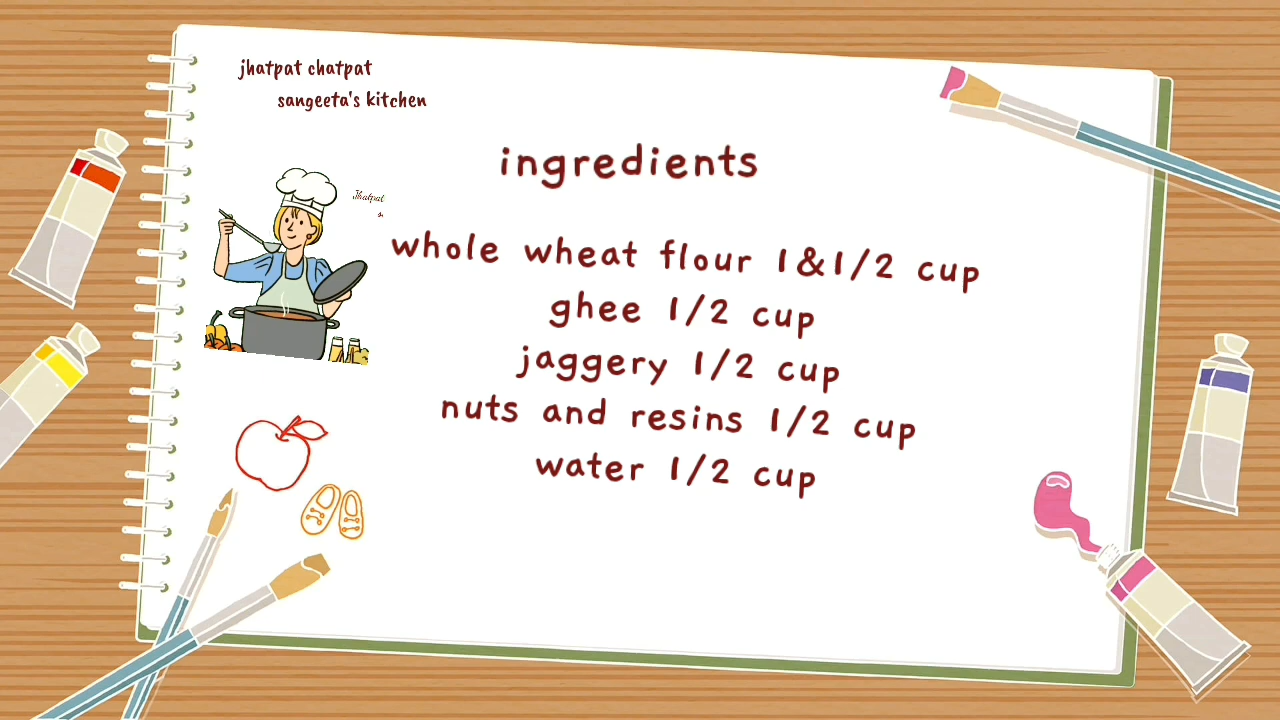 jhatpat chatpat
sangeeta's kitchen
Jhatpat
ingredients
whole wheat flour 1&1/2 cup
ghee 1/2 cup
jaggery 1/2 cup
nuts and resins 1/2 cup
water 1/2 cup